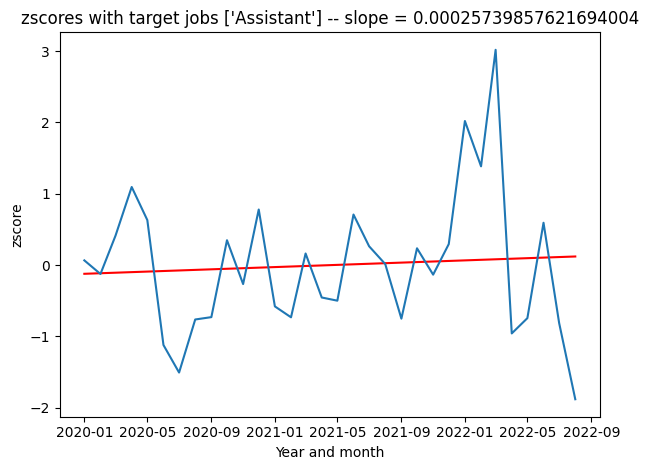 zscores with target jobs ['Assistant'] -- slope = 0.00025739857621694004
3
2
1
0
−1
−2
zscore
2020-01 2020-05 2020-09 2021-01 2021-05 2021-09 2022-01 2022-05 2022-09
Year and month